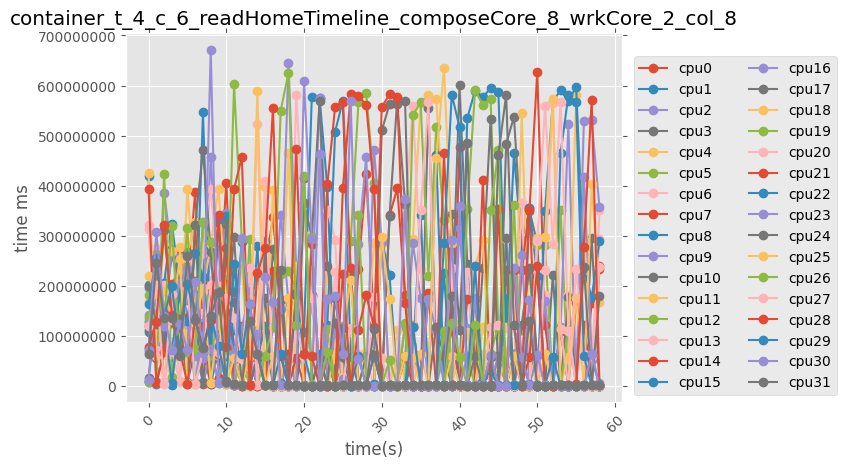 container_t_4_c_6_readHomeTimeline_composeCore_8_wrkCore_2_col_8
time ms
700000000
600000000
500000000
400000000
300000000
200000000
100000000
0
0
10
20
30
40
50
60
time(s)
cpu0
cpu1
cpu2
cpu3
cpu4
cpu5
cpu6
cpu7
cpu8
cpu9
cpu10
cpu11
cpu12
cpu13
cpu14
cpu15
cpu16
cpu17
cpu18
cpu19
cpu20
cpu21
cpu22
cpu23
cpu24
cpu25
cpu26
cpu27
cpu28
cpu29
cpu30
cpu31